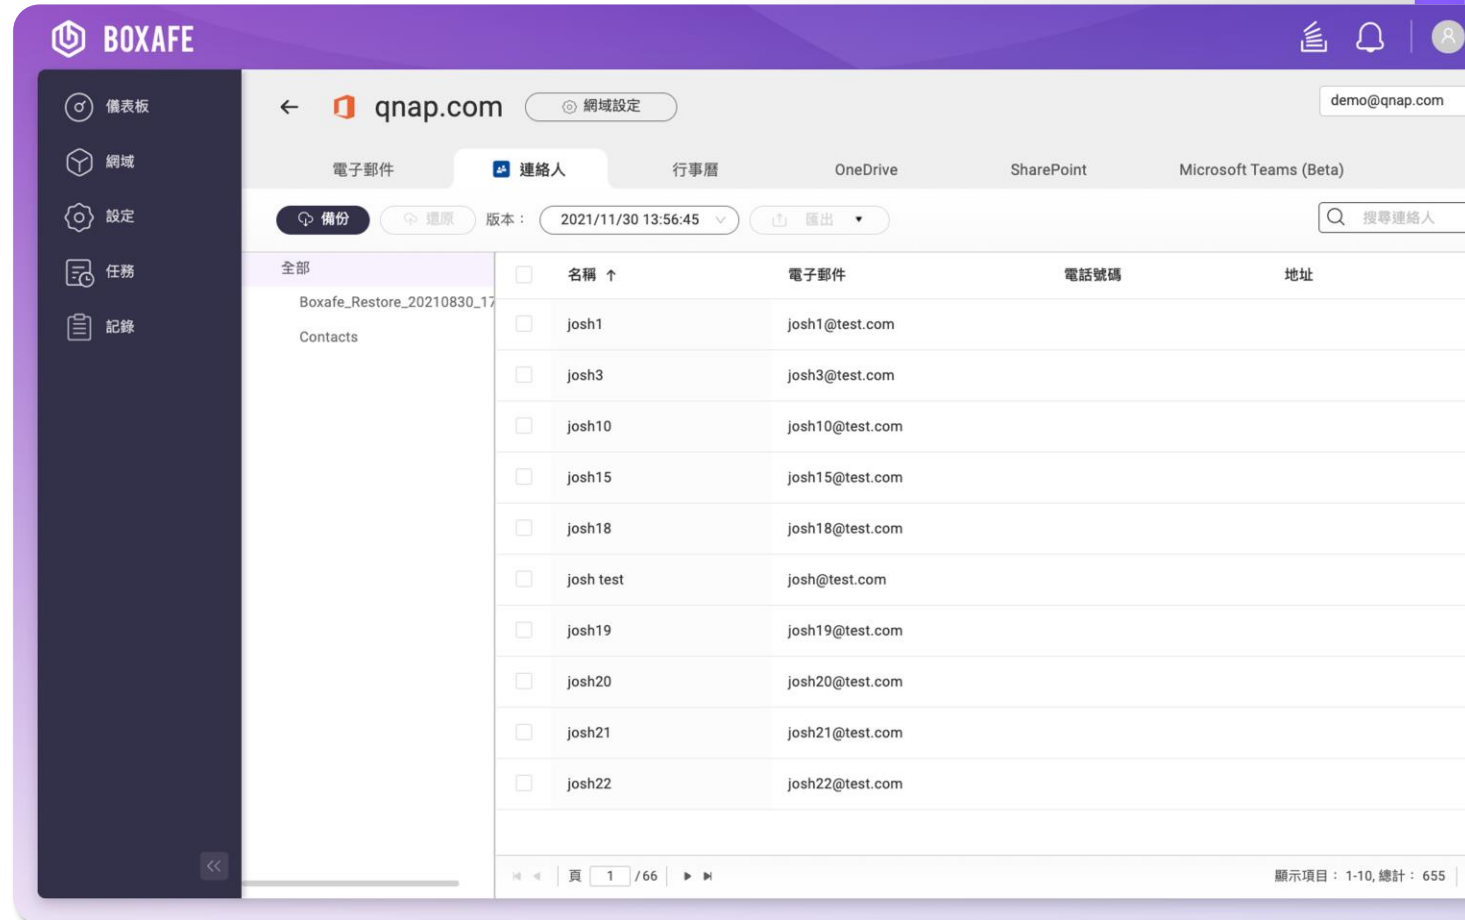 BOXAFE
儀表板
網域
設定
任務
記錄
qnap.com 網域設定
demo@qnap.com
電子郵件 連絡人 行事曆 OneDrive SharePoint Microsoft Teams (Beta)
備份 還原 版本： 2021/11/30 13:56:45 匯出
搜尋連絡人
全部
Boxafe_Restore_20210830_17
Contacts
名稱 ↑ 電子郵件 電話號碼 地址
josh1 josh1@test.com
josh3 josh3@test.com
josh10 josh10@test.com
josh15 josh15@test.com
josh18 josh18@test.com
josh test josh@test.com
josh19 josh19@test.com
josh20 josh20@test.com
josh21 josh21@test.com
josh22 josh22@test.com
頁 1 /66
顯示項目： 1-10, 總計： 655